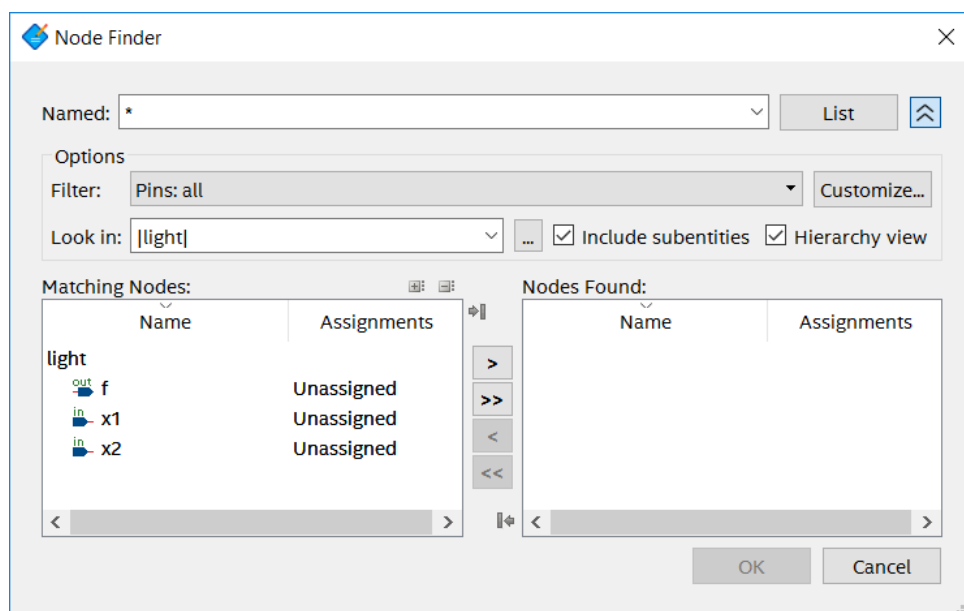 Node Finder
Named: * List
Options
Filter: Pins: all Customize...
Look in: |light| ... Include subentities Hierarchy view
Matching Nodes: Nodes Found:
Name Assignments Name Assignments
light
out f Unassigned
in x1 Unassigned
in x2 Unassigned
>
>>
<
<<
OK Cancel